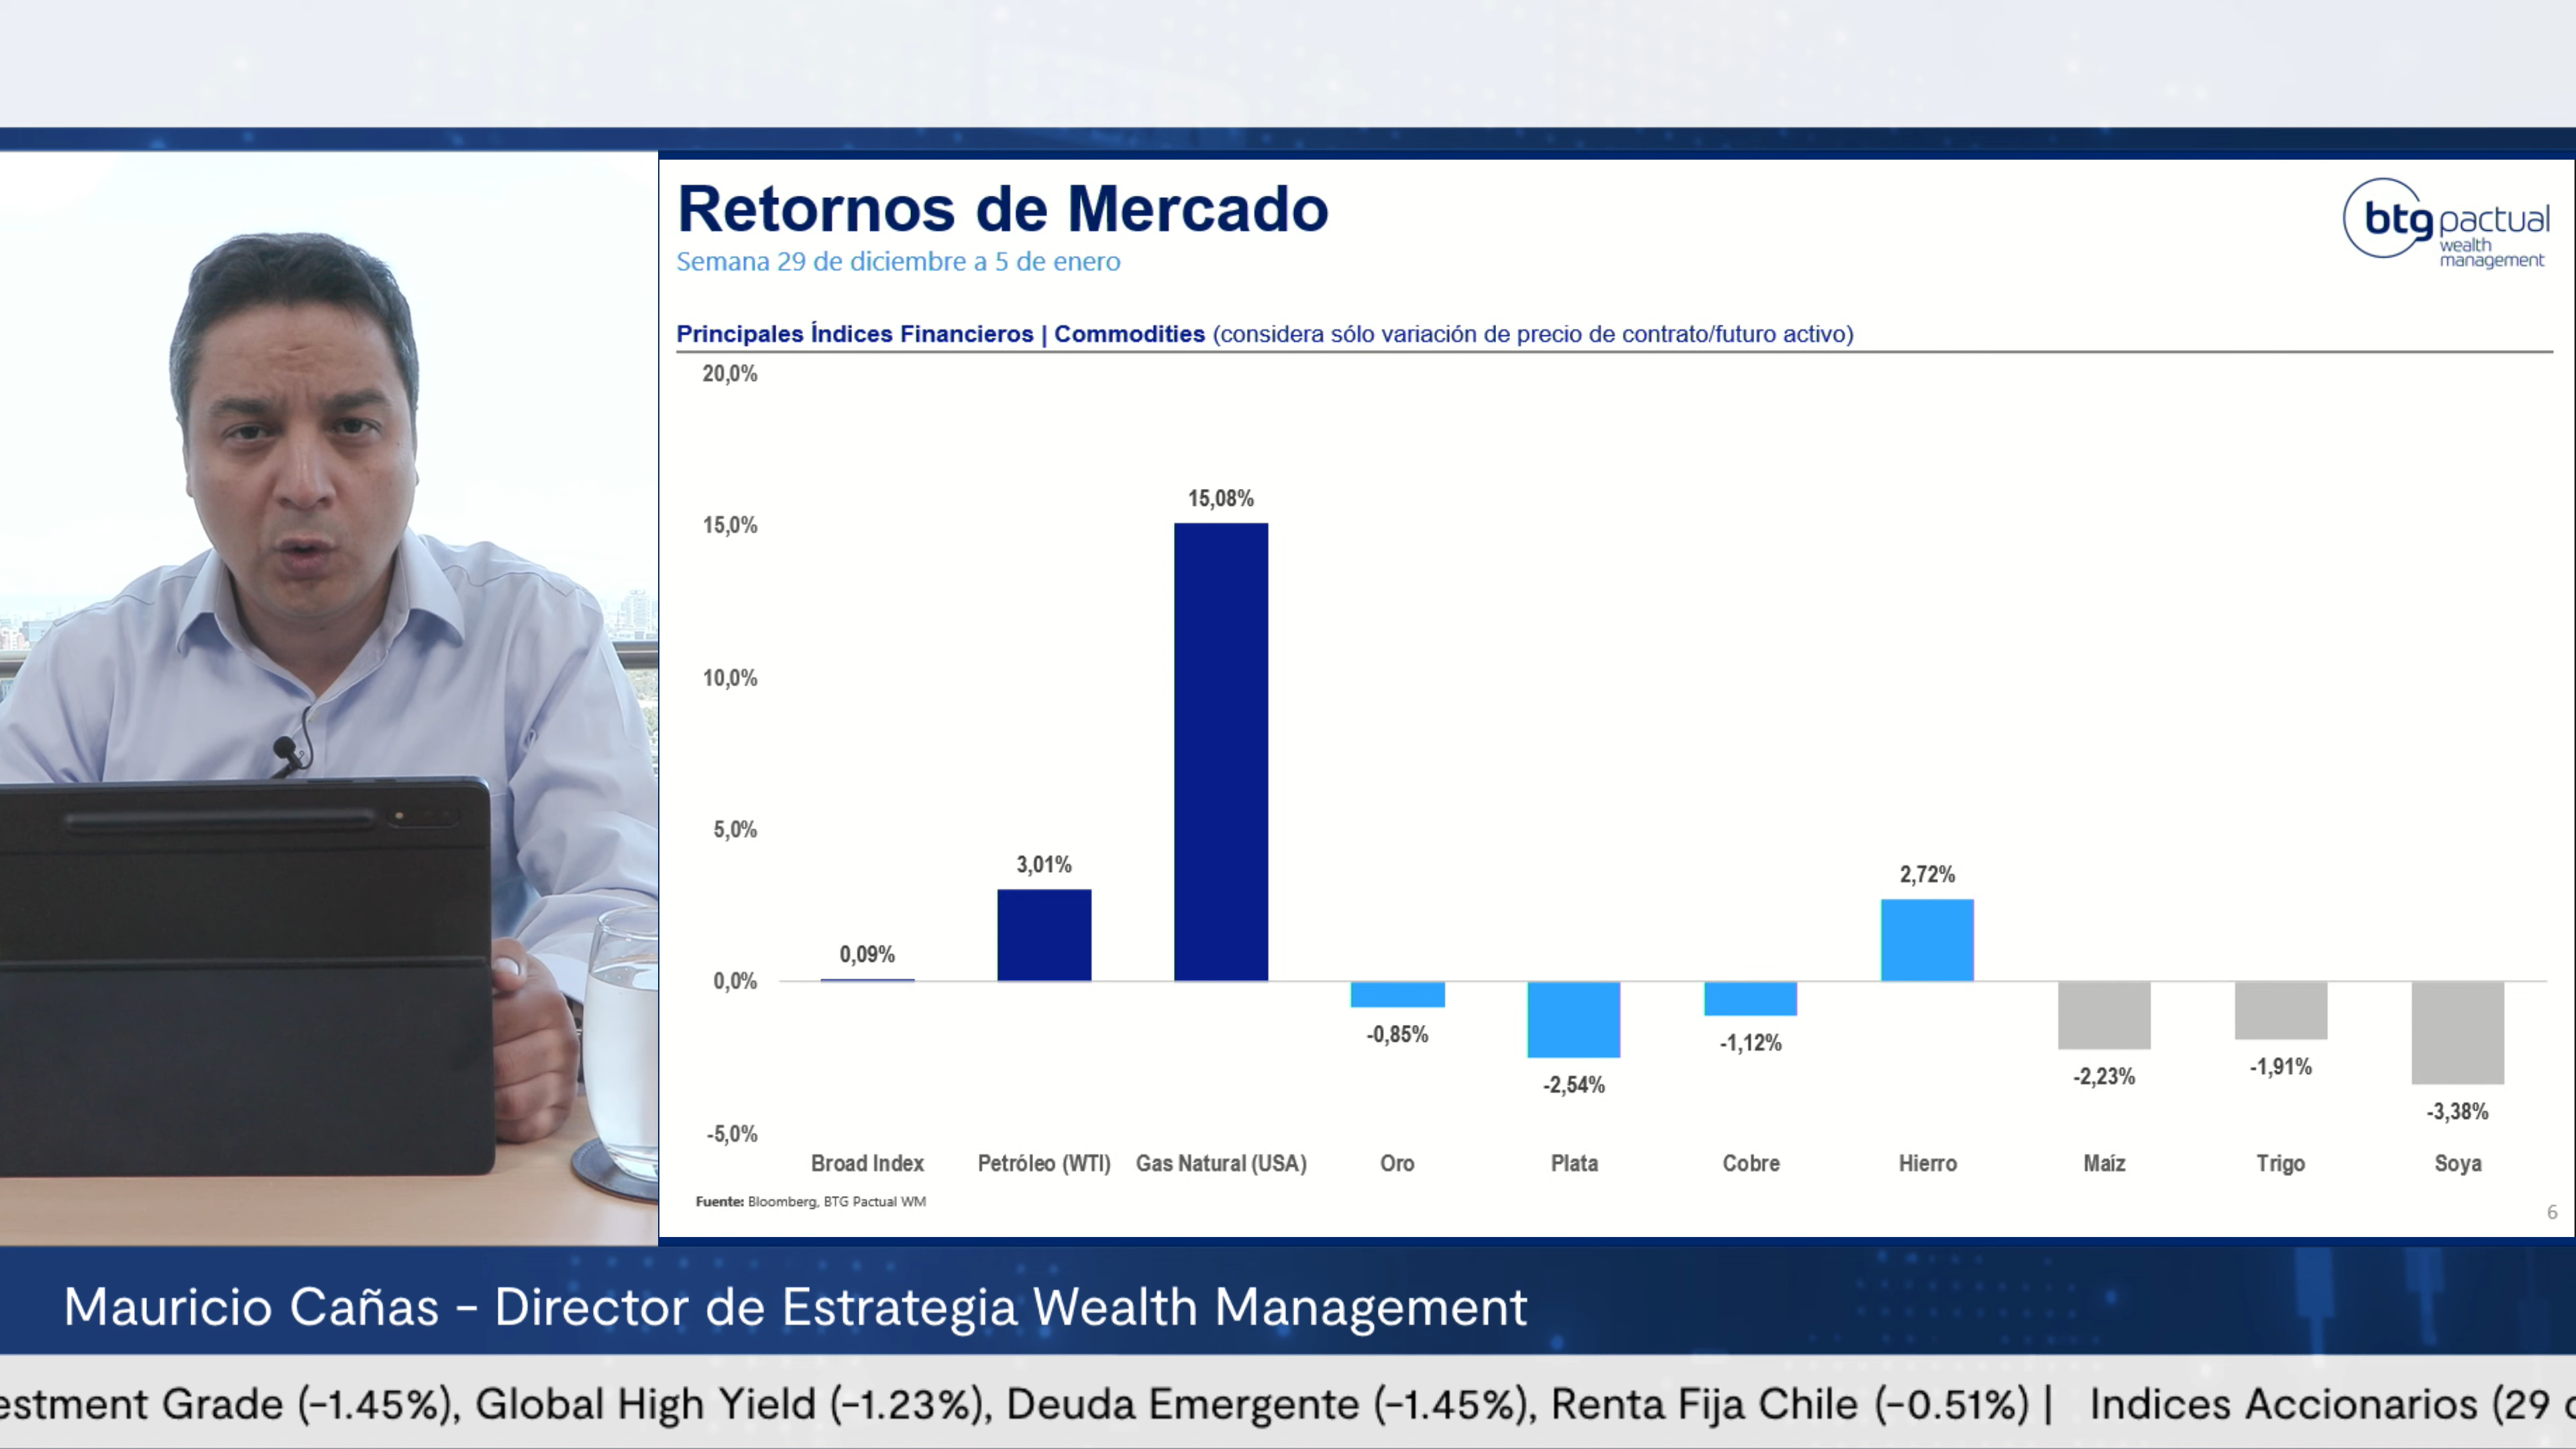 Retornos de Mercado
Semana 29 de diciembre a 5 de enero
btg pactual
wealth
management
Principales Índices Financieros | Commodities (considera sólo variación de precio de contrato/futuro activo)
20,0%
15,0%
10,0%
5,0%
0,0%
-5,0%
0,09%
3,01%
15,08%
-0,85%
-2,54%
-1,12%
2,72%
-2,23%
-1,91%
-3,38%
Broad Index
Petróleo (WTI)
Gas Natural (USA)
Oro
Plata
Cobre
Hierro
Maíz
Trigo
Soya
Fuente: Bloomberg, BTG Pactual WM
6
Mauricio Cañas - Director de Estrategia Wealth Management
estment Grade (-1.45%), Global High Yield (-1.23%), Deuda Emergente (-1.45%), Renta Fija Chile (-0.51%) | Indices Accionarios (29